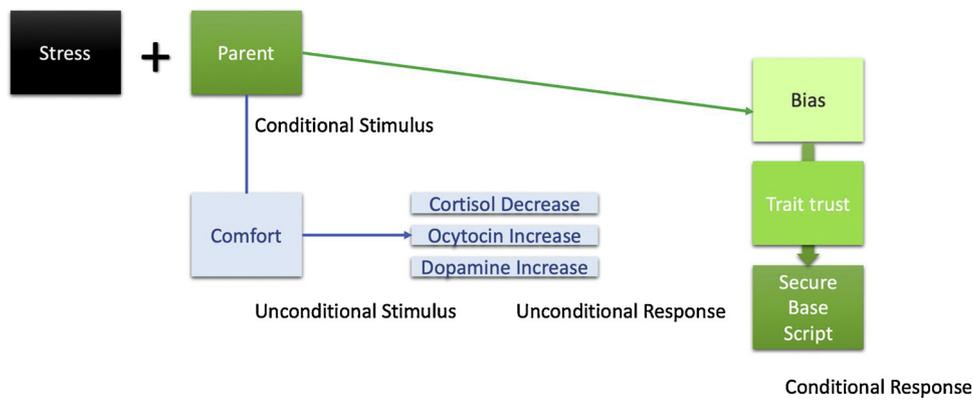 Stress
+
Parent
Bias
Conditional Stimulus
Trait trust
Comfort
Cortisol Decrease
Ocytocin Increase
Dopamine Increase
Secure
Base
Script
Unconditional Stimulus
Unconditional Response
Conditional Response